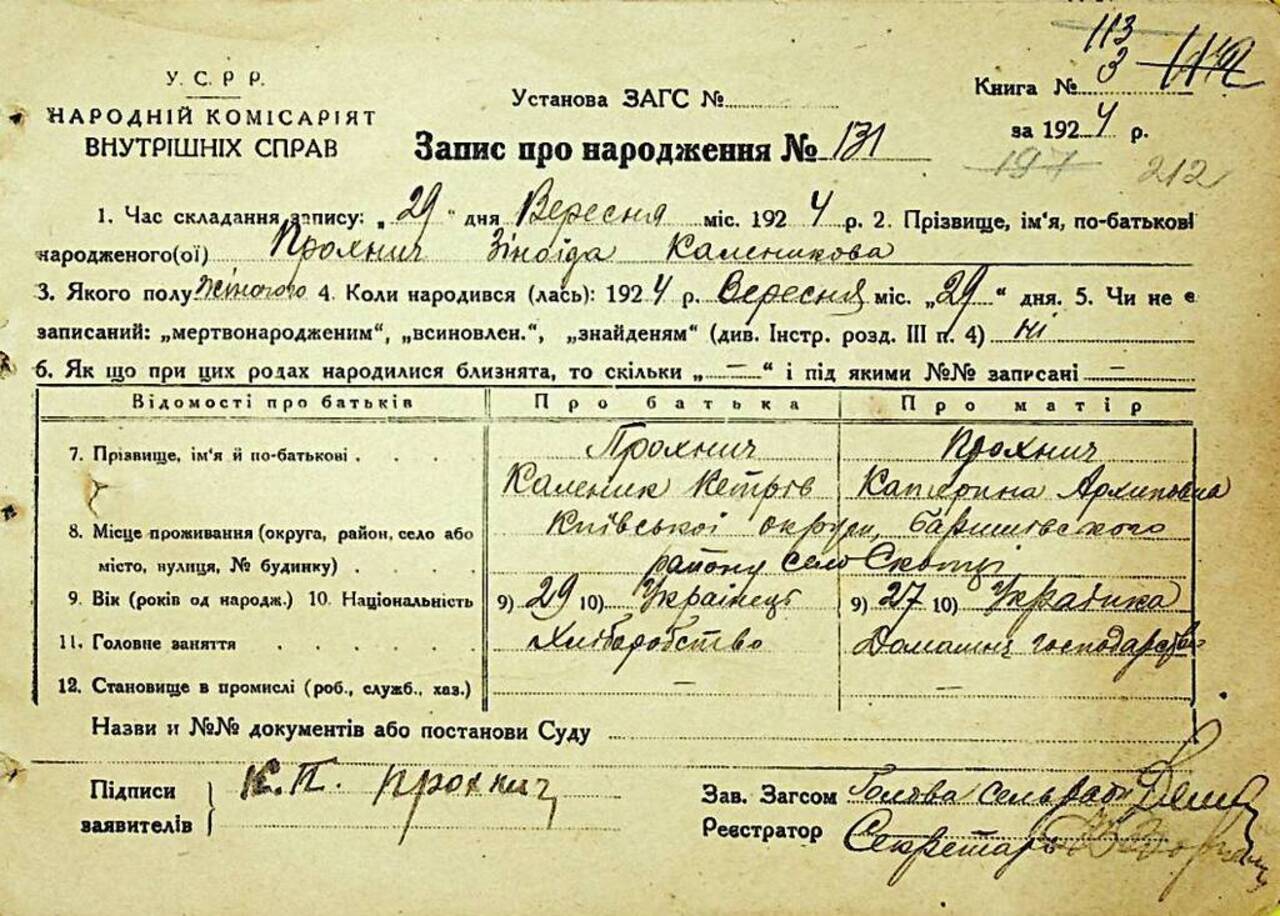 113
У. С. Р Р.
НАРОДНІЙ КОМІСАРІЯТ
ВНУТРІШНІХ СПРАВ
Установа ЗАГС №
Книга № 3
за 1924 р.
Запис про народження № 131
197 212
1. Час складання запису: „29“ дня Вересня міс. 1924 р. 2. Прізвище, ім'я, по-батькові
народженого(ої) Прохнич Зіноїда Каленикова
3. Якого полу Жіночого 4. Коли народився (лась): 1924 р. Вересня міс. „29“ дня. 5. Чи не є
записаний: „мертвонародженим“, „всиновлен.“, „знайденям“ (див. Інстр. розд. III п. 4) ні
6. Як що при цих родах народилися близнята, то скільки „—“ і під якими №№ записані —
Відомості про батьків Про батька Про матір
7. Прізвище, ім'я й по-батькові Прохнич Прохнич
Каленик Петрів Катерина Архиповна
8. Місце проживання (округа, район, село або Київської округи, Баришівського
місто, вулиця, № будинку) району село Скопці
9. Вік (років од народж.) 10. Національність 9) 29 10) Українець 9) 27 10) Українка
11. Головне заняття Хліборобство Домашнє господарство
12. Становище в промислі (роб., служб., хаз.) — —
Назви и №№ документів або постанови Суду
Підписи К.П. Прохнич Зав. Загсом Голова сельради
заявителів Реєстратор Секретарь